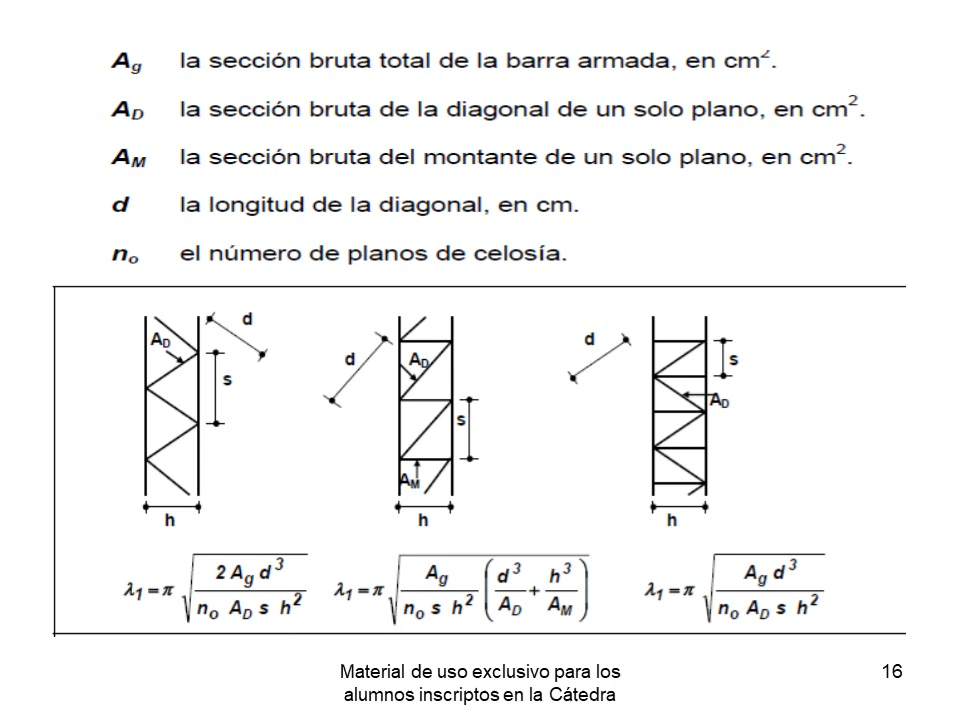 A_g la sección bruta total de la barra armada, en cm².
A_D la sección bruta de la diagonal de un solo plano, en cm².
A_M la sección bruta del montante de un solo plano, en cm².
d la longitud de la diagonal, en cm.
n_o el número de planos de celosía.
A_D d s h
d A_D s A_M h
d s A_D h
λ_1 = π √(2 A_g d³ / (n_o A_D s h²))
λ_1 = π √(A_g / (n_o s h²) (d³ / A_D + h³ / A_M))
λ_1 = π √(A_g d³ / (n_o A_D s h²))
Material de uso exclusivo para los
alumnos inscriptos en la Cátedra
16